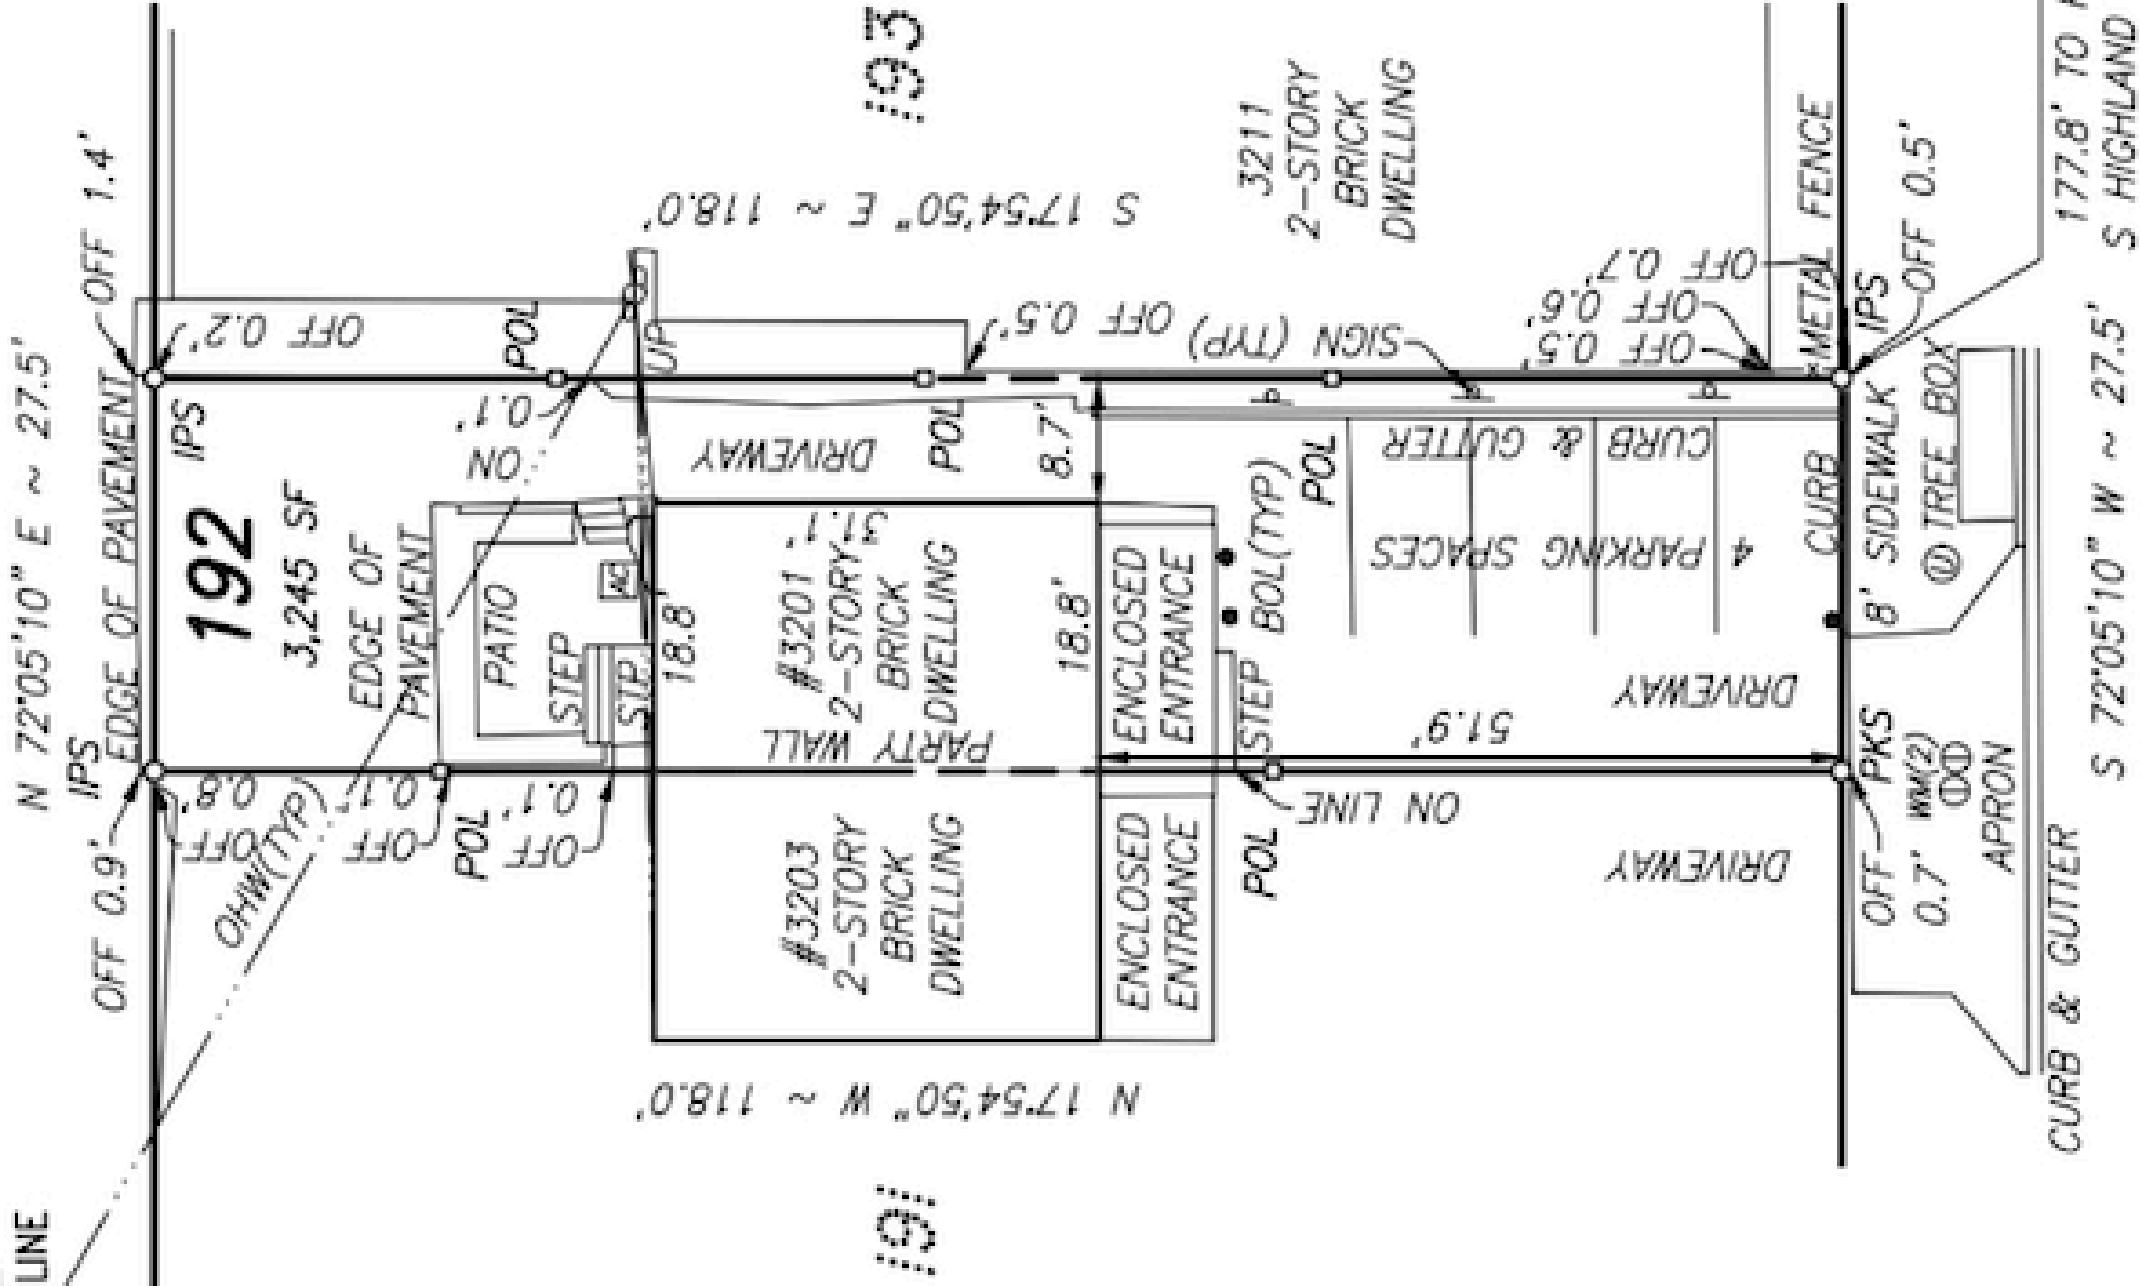 LINE
N 72°05'10" E ~ 27.5'
OFF 0.9'
IPS
EDGE OF PAVEMENT
OFF 1.4'
OFF 0.8'
IPS
OFF 0.2'
192
3,245 SF
OHW(TYP)
EDGE OF
PAVEMENT
OFF 0.1'
POL
PATIO
ON 0.1'
POL
OFF 0.1'
STEP
AC
STP
18.8'
UP
N 17°54'50" W ~ 118.0'
S 17°54'50" E ~ 118.0'
#3203
2-STORY
BRICK
DWELLING
PARTY WALL
#3201
2-STORY
BRICK
DWELLING
31.1'
DRIVEWAY
POL
191
193
18.8'
8.7'
OFF 0.5'
ENCLOSED
ENTRANCE
ENCLOSED
ENTRANCE
STEP
BOL(TYP)
POL
ON LINE
POL
SIGN (TYP)
3211
2-STORY
BRICK
DWELLING
51.9'
4 PARKING SPACES
CURB & GUTTER
DRIVEWAY
DRIVEWAY
OFF 0.5'
OFF 0.6'
OFF 0.7'
CURB
METAL FENCE
OFF
0.7'
PKS
8' SIDEWALK
IPS
OFF 0.5'
WM(2)
APRON
TREE BOX
CURB & GUTTER
177.8' TO
S HIGHLAND
S 72°05'10" W ~ 27.5'